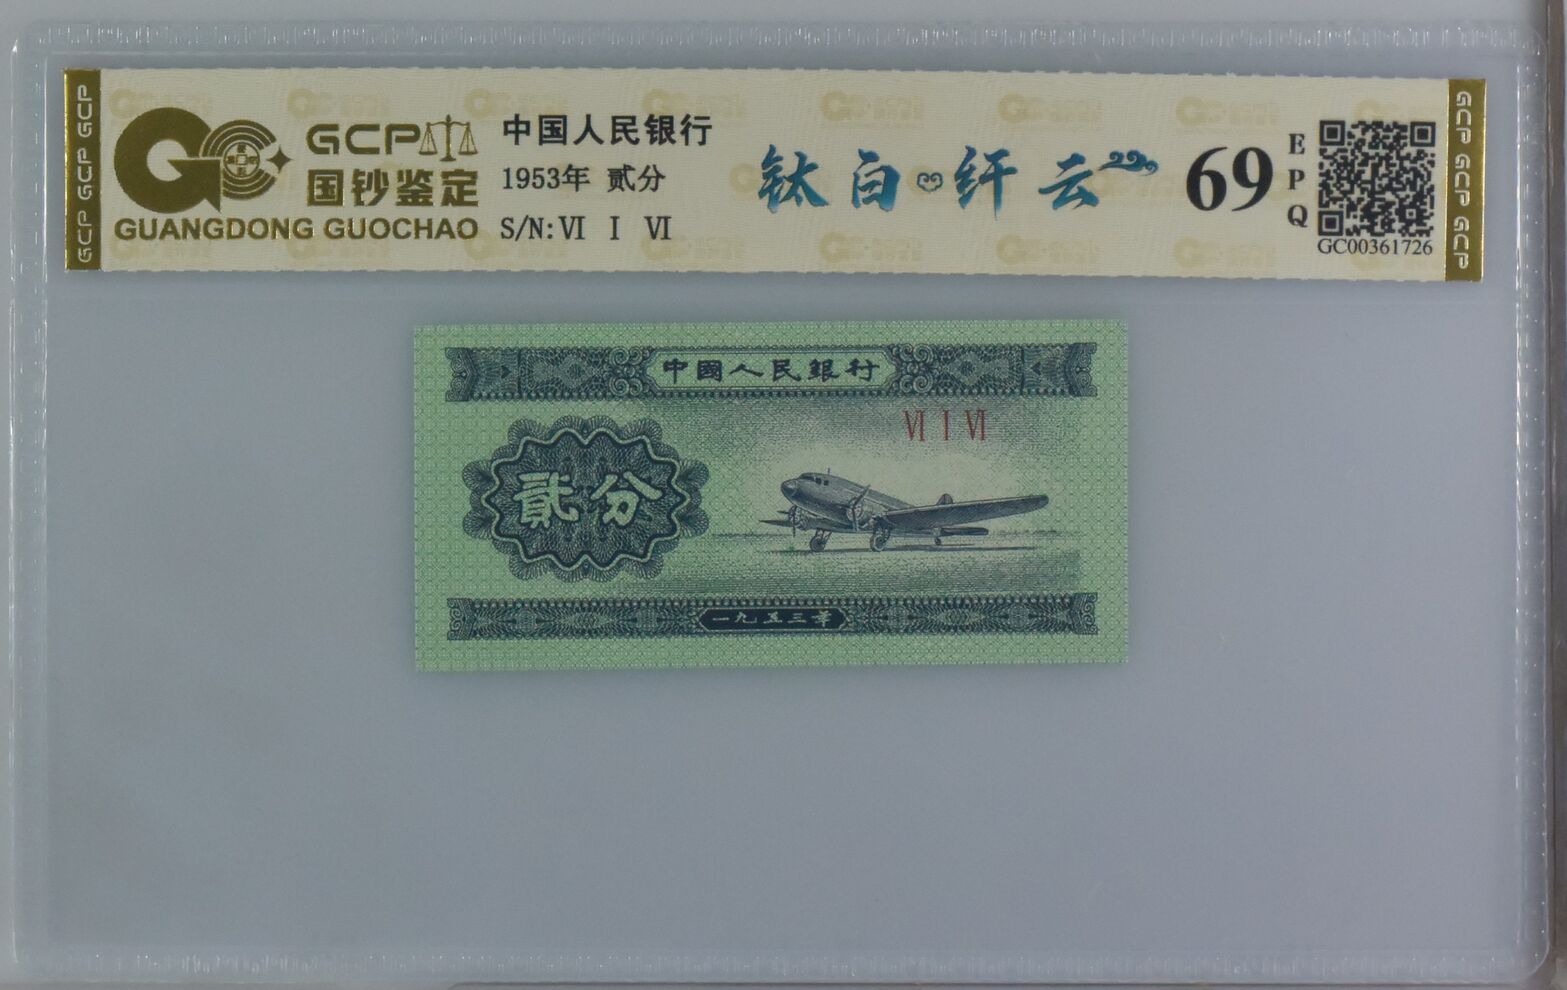 GCP GCP GCP
GCP
国钞鉴定
GUANGDONG GUOCHAO
中国人民银行
1953年 贰分
S/N:Ⅵ Ⅰ Ⅵ
钛白纤云
69
EPQ
GC00361726
GCP GCP GCP
中國人民銀行
Ⅵ Ⅰ Ⅵ
貳分
一九五三年